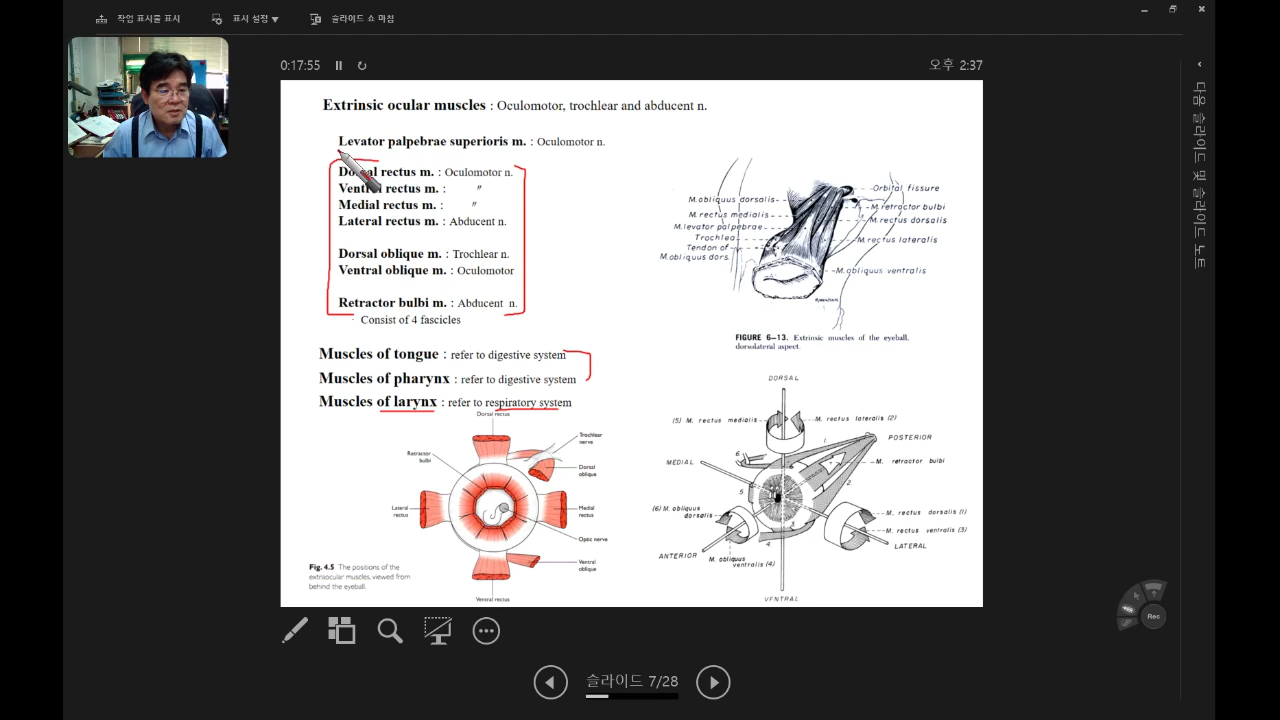 작업 표시줄 표시
표시 설정 ▼
슬라이드 쇼 마침
0:17:55
오후 2:37
다음 슬라이드 및 슬라이드 노트
Extrinsic ocular muscles : Oculomotor, trochlear and abducent n.
Levator palpebrae superioris m. : Oculomotor n.
rectus m. : Oculomotor n.
rectus m. : 〃
Medial rectus m. : 〃
Lateral rectus m. : Abducent n.
Dorsal oblique m. : Trochlear n.
Ventral oblique m. : Oculomotor
Retractor bulbi m. : Abducent n.
· Consist of 4 fascicles
Muscles of tongue : refer to digestive system
Muscles of pharynx : refer to digestive system
Muscles of larynx : refer to respiratory system
M.obliquus dorsalis
M.rectus medialis
M.levator palpebrae
Trochlea
Tendon of
M.obliquus dors.
Orbital fissure
M.retractor bulbi
M.rectus dorsalis
M.rectus lateralis
M.obliquus ventralis
FIGURE 6–13. Extrinsic muscles of the eyeball,
dorsolateral aspect.
Dorsal rectus
Trochlear
nerve
Retractor
bulbi
Dorsal
oblique
Lateral
rectus
Medial
rectus
Optic nerve
Ventral
oblique
Ventral rectus
Fig. 4.5 The positions of the
extraocular muscles, viewed from
behind the eyeball.
DORSAL
(5) M. rectus medialis
M. rectus lateralis (2)
POSTERIOR
MEDIAL
M. retractor bulbi
1.
2.
3
4.
5.
6.
6
(6) M. obliquus
dorsalis
M. rectus dorsalis (1)
M. rectus ventralis (3)
LATERAL
ANTERIOR
M. obliquus
ventralis (4)
VENTRAL
Rec
슬라이드 7/28